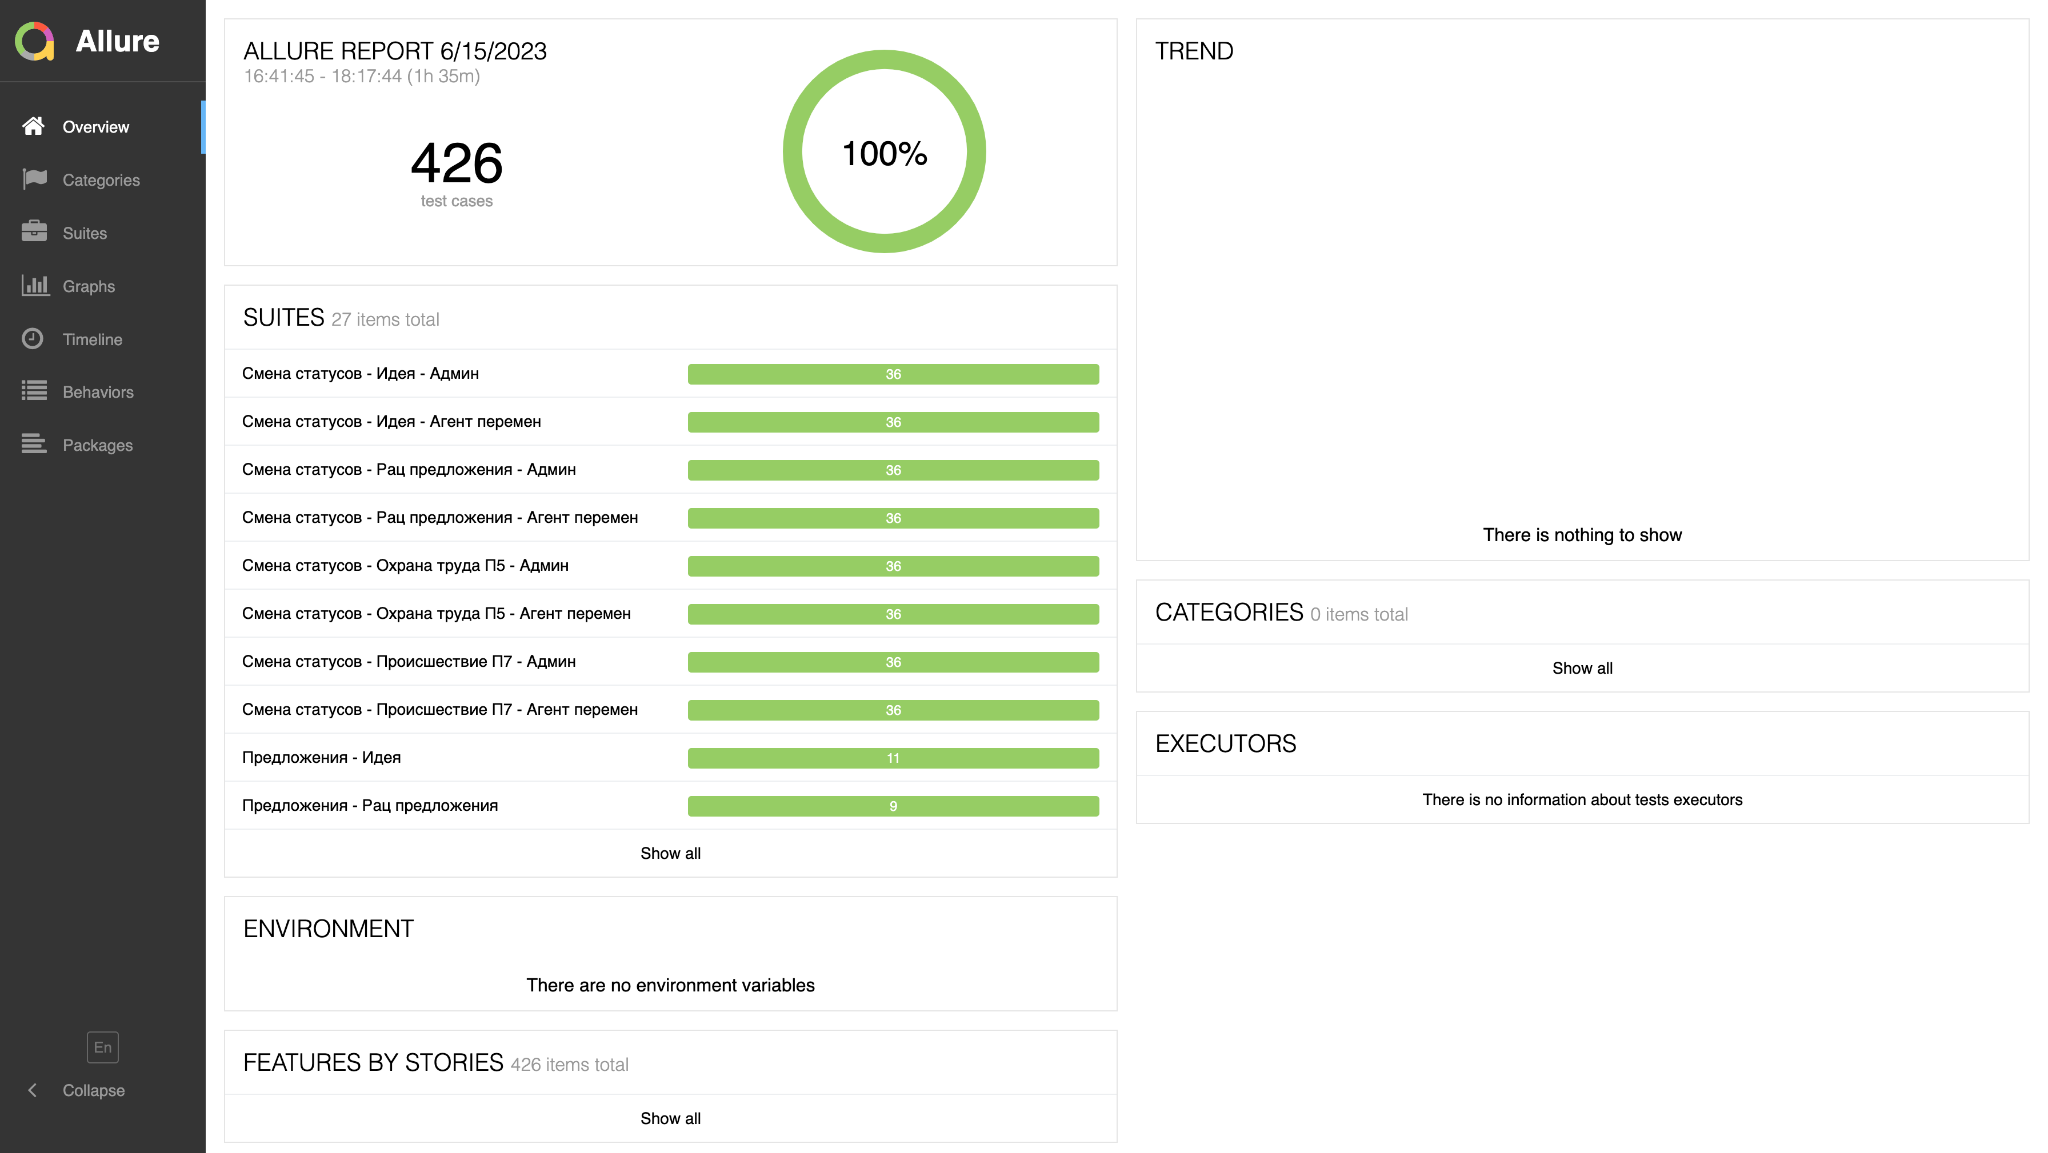 Allure
Overview
Categories
Suites
Graphs
Timeline
Behaviors
Packages
En
Collapse
ALLURE REPORT 6/15/2023
16:41:45 - 18:17:44 (1h 35m)
426
test cases
100%
SUITES 27 items total
Смена статусов - Идея - Админ 36
Смена статусов - Идея - Агент перемен 36
Смена статусов - Рац предложения - Админ 36
Смена статусов - Рац предложения - Агент перемен 36
Смена статусов - Охрана труда П5 - Админ 36
Смена статусов - Охрана труда П5 - Агент перемен 36
Смена статусов - Происшествие П7 - Админ 36
Смена статусов - Происшествие П7 - Агент перемен 36
Предложения - Идея 11
Предложения - Рац предложения 9
Show all
ENVIRONMENT
There are no environment variables
FEATURES BY STORIES 426 items total
Show all
TREND
There is nothing to show
CATEGORIES 0 items total
Show all
EXECUTORS
There is no information about tests executors